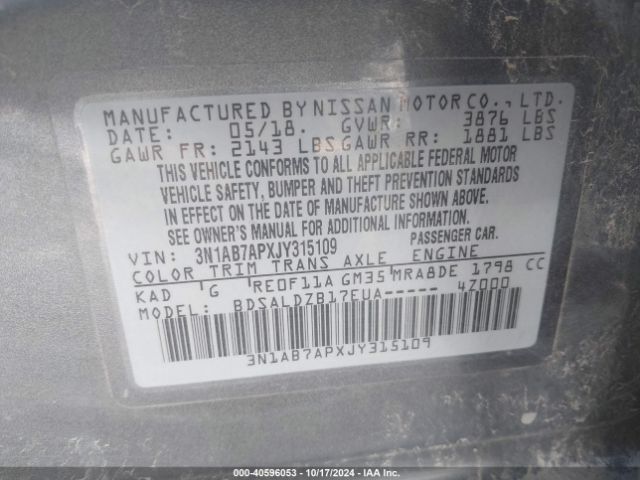 MANUFACTURED BY NISSAN MOTOR CO., LTD.
DATE: 05/18. GVWR: 3876 LBS
GAWR FR: 2143 LBS GAWR RR: 1881 LBS
THIS VEHICLE CONFORMS TO ALL APPLICABLE FEDERAL MOTOR
VEHICLE SAFETY, BUMPER AND THEFT PREVENTION STANDARDS
IN EFFECT ON THE DATE OF MANUFACTURE SHOWN ABOVE.
SEE OWNER'S MANUAL FOR ADDITIONAL INFORMATION.
VIN: 3N1AB7APXJY315109 PASSENGER CAR.
COLOR TRIM TRANS AXLE ENGINE
KAD G RE0F11A GM35 MRA8DE 1798 CC
MODEL: BDSALDZB17EUA----- 4Z000
3N1AB7APXJY315109
000-40596053 - 10/17/2024 - IAA Inc.